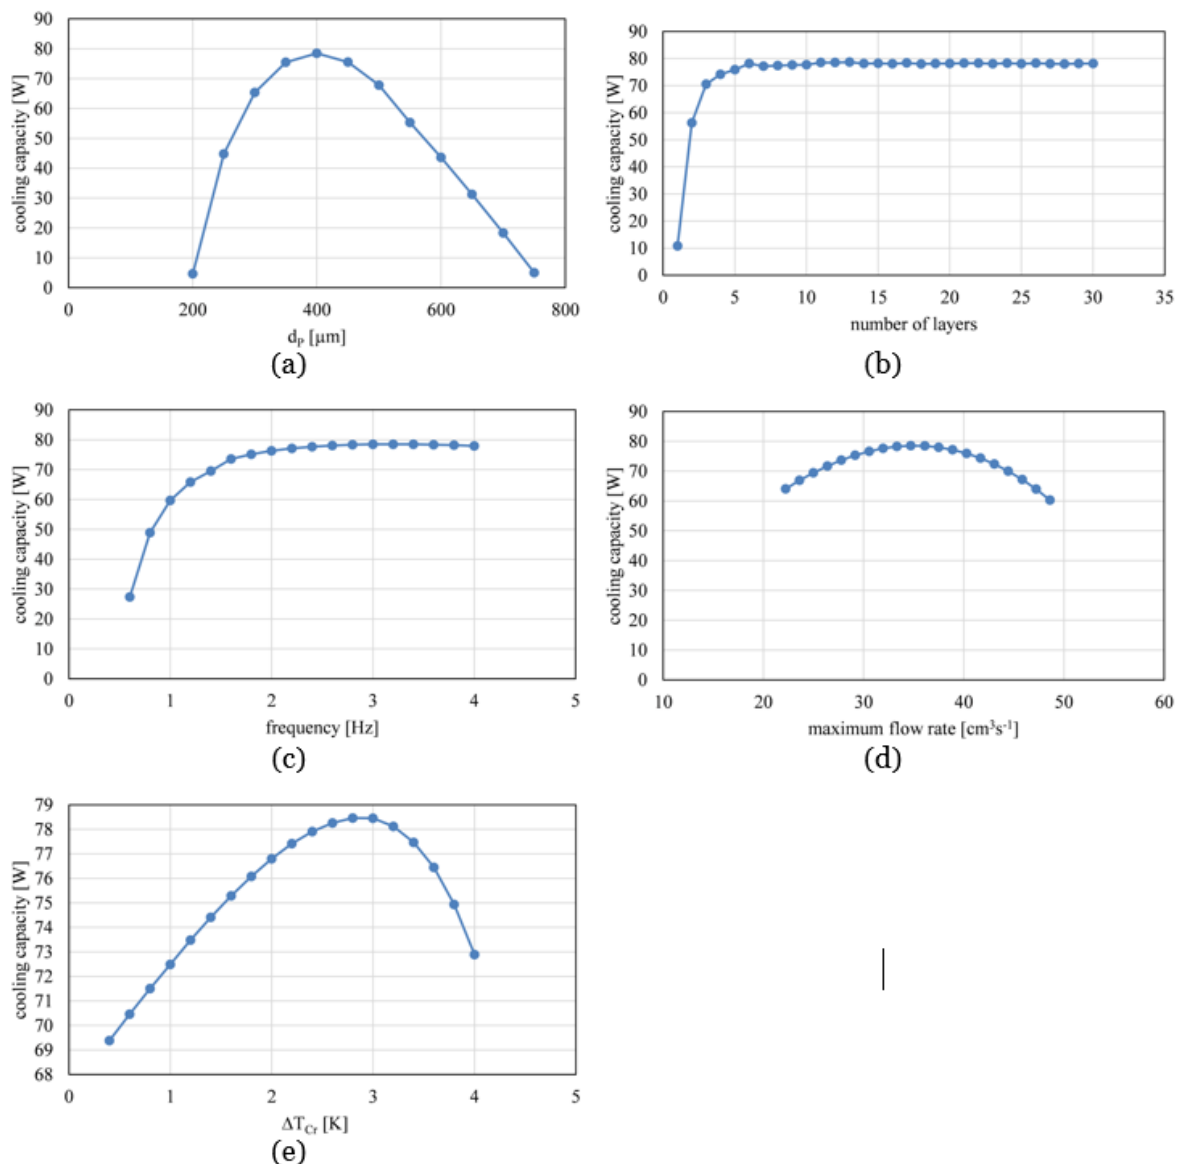 90
80
70
60
50
40
30
20
10
0
cooling capacity [W]
0 200 400 600 800
d_P [µm]
(a)
90
80
70
60
50
40
30
20
10
0
cooling capacity [W]
0 5 10 15 20 25 30 35
number of layers
(b)
90
80
70
60
50
40
30
20
10
0
cooling capacity [W]
0 1 2 3 4 5
frequency [Hz]
(c)
90
80
70
60
50
40
30
20
10
0
cooling capacity [W]
10 20 30 40 50 60
maximum flow rate [cm³s⁻¹]
(d)
79
78
77
76
75
74
73
72
71
70
69
68
cooling capacity [W]
0 1 2 3 4 5
ΔT_Cr [K]
(e)